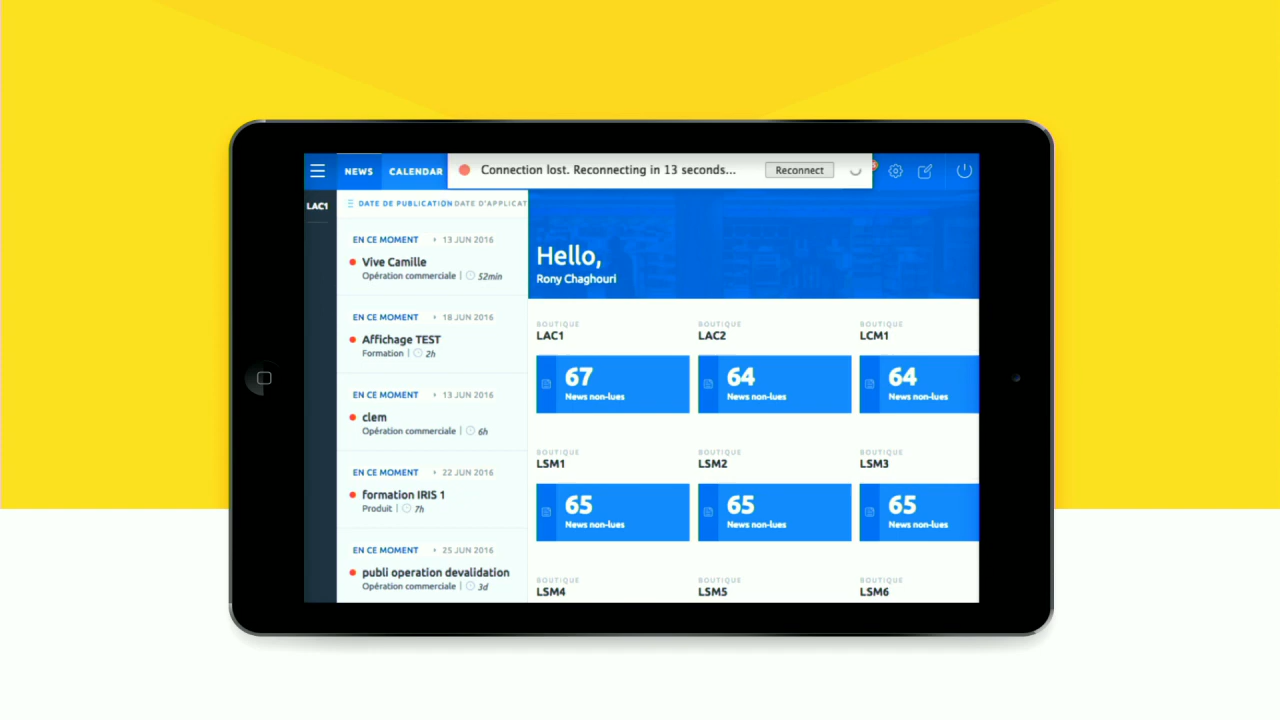 NEWS CALENDAR
Connection lost. Reconnecting in 13 seconds... Reconnect
LAC1
DATE DE PUBLICATION DATE D'APPLICAT
EN CE MOMENT 13 JUN 2016
Vive Camille
Opération commerciale | 52min
EN CE MOMENT 18 JUN 2016
Affichage TEST
Formation | 2h
EN CE MOMENT 13 JUN 2016
clem
Opération commerciale | 6h
EN CE MOMENT 22 JUN 2016
formation IRIS 1
Produit | 7h
EN CE MOMENT 25 JUN 2016
publi operation devalidation
Opération commerciale | 3d
Hello,
Rony Chaghouri
BOUTIQUE
LAC1
67
News non-lues
BOUTIQUE
LAC2
64
News non-lues
BOUTIQUE
LCM1
64
News non-lues
BOUTIQUE
LSM1
65
News non-lues
BOUTIQUE
LSM2
65
News non-lues
BOUTIQUE
LSM3
65
News non-lues
BOUTIQUE
LSM4
BOUTIQUE
LSM5
BOUTIQUE
LSM6